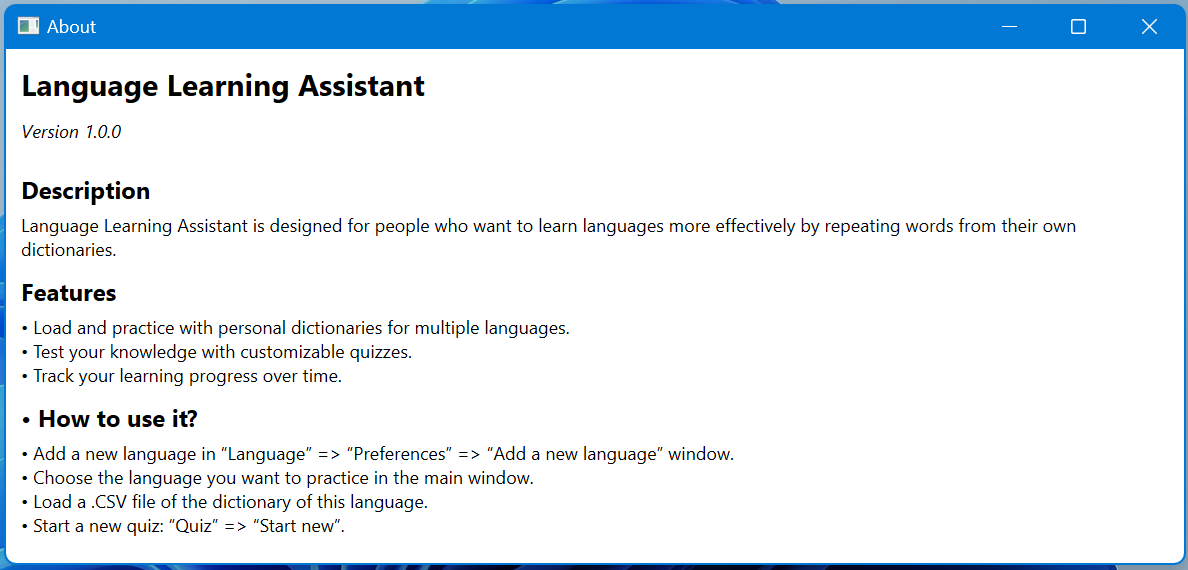 About
Language Learning Assistant
Version 1.0.0
Description
Language Learning Assistant is designed for people who want to learn languages more effectively by repeating words from their own
dictionaries.
Features
• Load and practice with personal dictionaries for multiple languages.
• Test your knowledge with customizable quizzes.
• Track your learning progress over time.
• How to use it?
• Add a new language in “Language” => “Preferences” => “Add a new language” window.
• Choose the language you want to practice in the main window.
• Load a .CSV file of the dictionary of this language.
• Start a new quiz: “Quiz” => “Start new”.